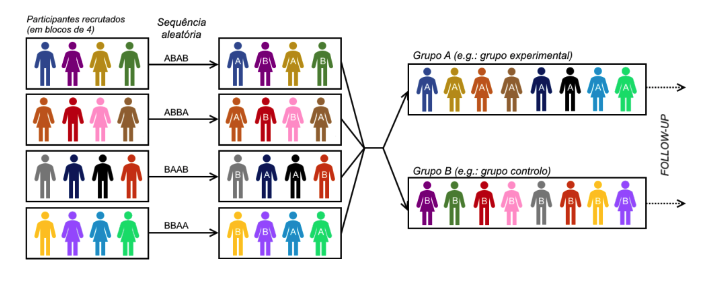 Participantes recrutados
(em blocos de 4)
Sequência
aleatória
ABAB
A B A B
ABBA
A B B A
BAAB
B A A B
BBAA
B B A A
Grupo A (e.g.: grupo experimental)
A A A A A A A A
Grupo B (e.g.: grupo controlo)
B B B B B B B B
FOLLOW-UP